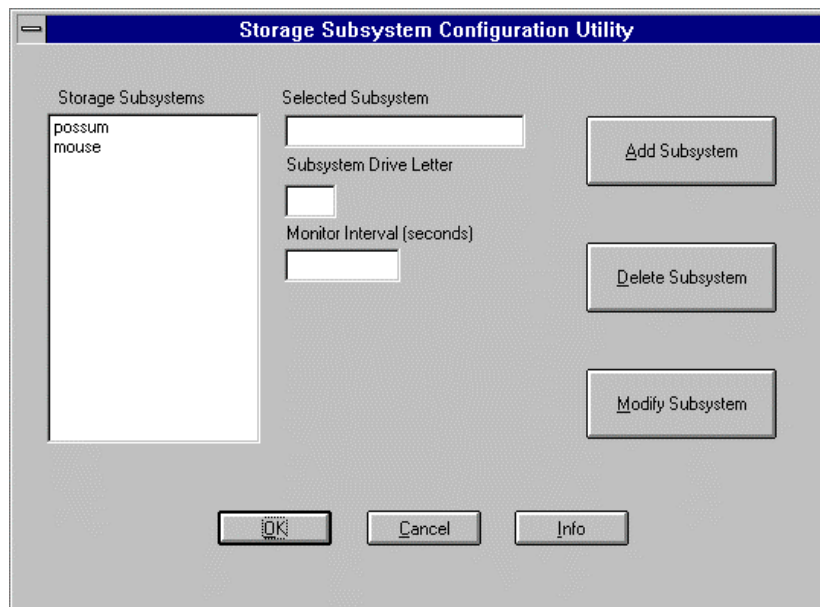 Storage Subsystem Configuration Utility
Storage Subsystems
possum
mouse
Selected Subsystem
Subsystem Drive Letter
Monitor Interval (seconds)
Add Subsystem
Delete Subsystem
Modify Subsystem
OK
Cancel
Info